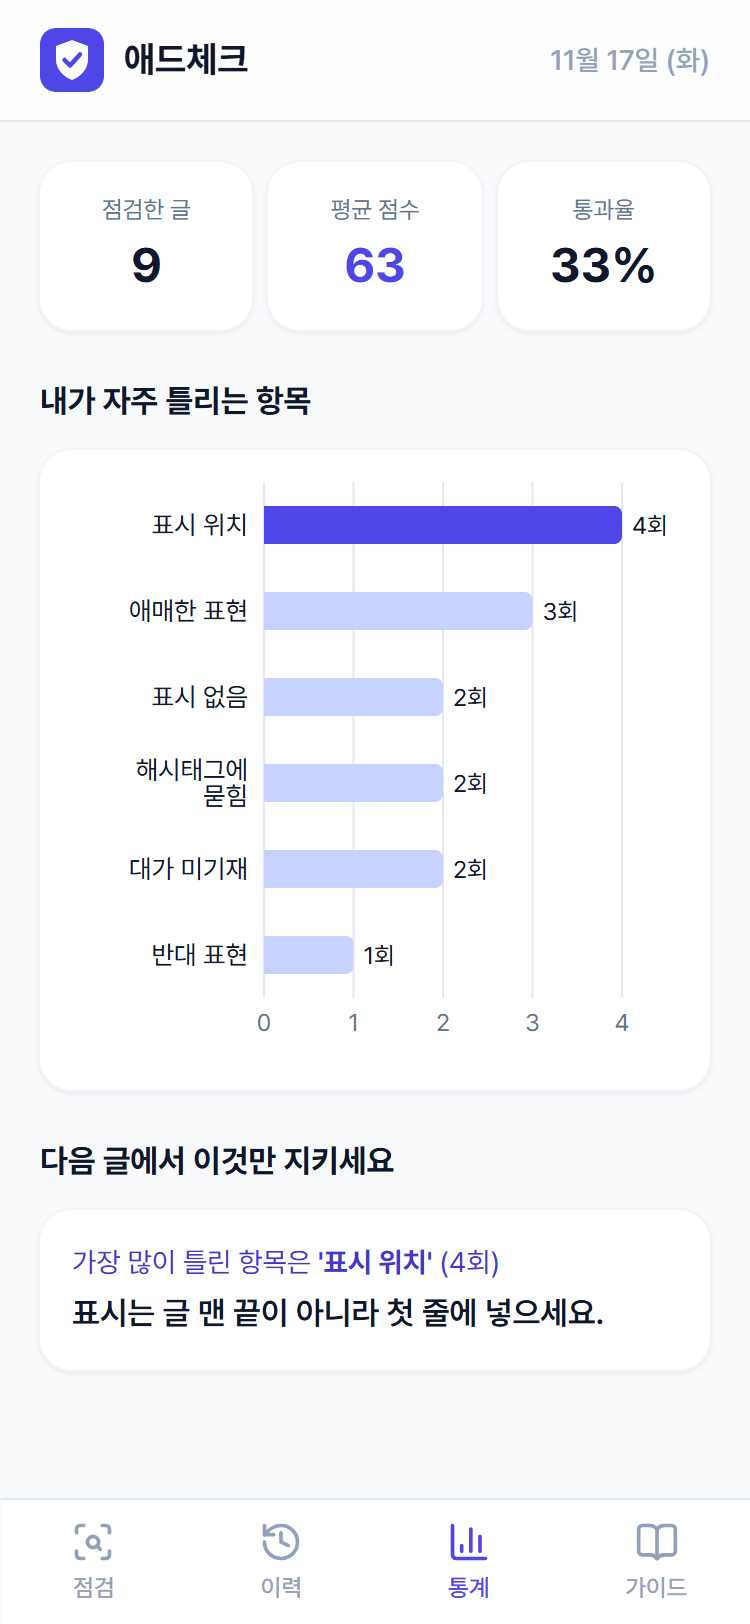 애드체크
11월 17일 (화)
점검한 글
9
평균 점수
63
통과율
33%
내가 자주 틀리는 항목
표시 위치
4회
애매한 표현
3회
표시 없음
2회
해시태그에
묻힘
2회
대가 미기재
2회
반대 표현
1회
0 1 2 3 4
다음 글에서 이것만 지키세요
가장 많이 틀린 항목은 '표시 위치' (4회)
표시는 글 맨 끝이 아니라 첫 줄에 넣으세요.
점검
이력
통계
가이드